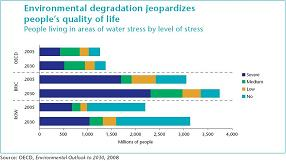 Environmental degradation jeopardizes
people's quality of life
People living in areas of water stress by level of stress
OECD
2005
2030
BRIC
2005
2030
ROW
2005
2030
Severe
Medium
Low
No
0
500
1,000
1,500
2,000
2,500
3,000
3,500
4,000
Millions of people
Source: OECD, Environmental Outlook to 2030, 2008